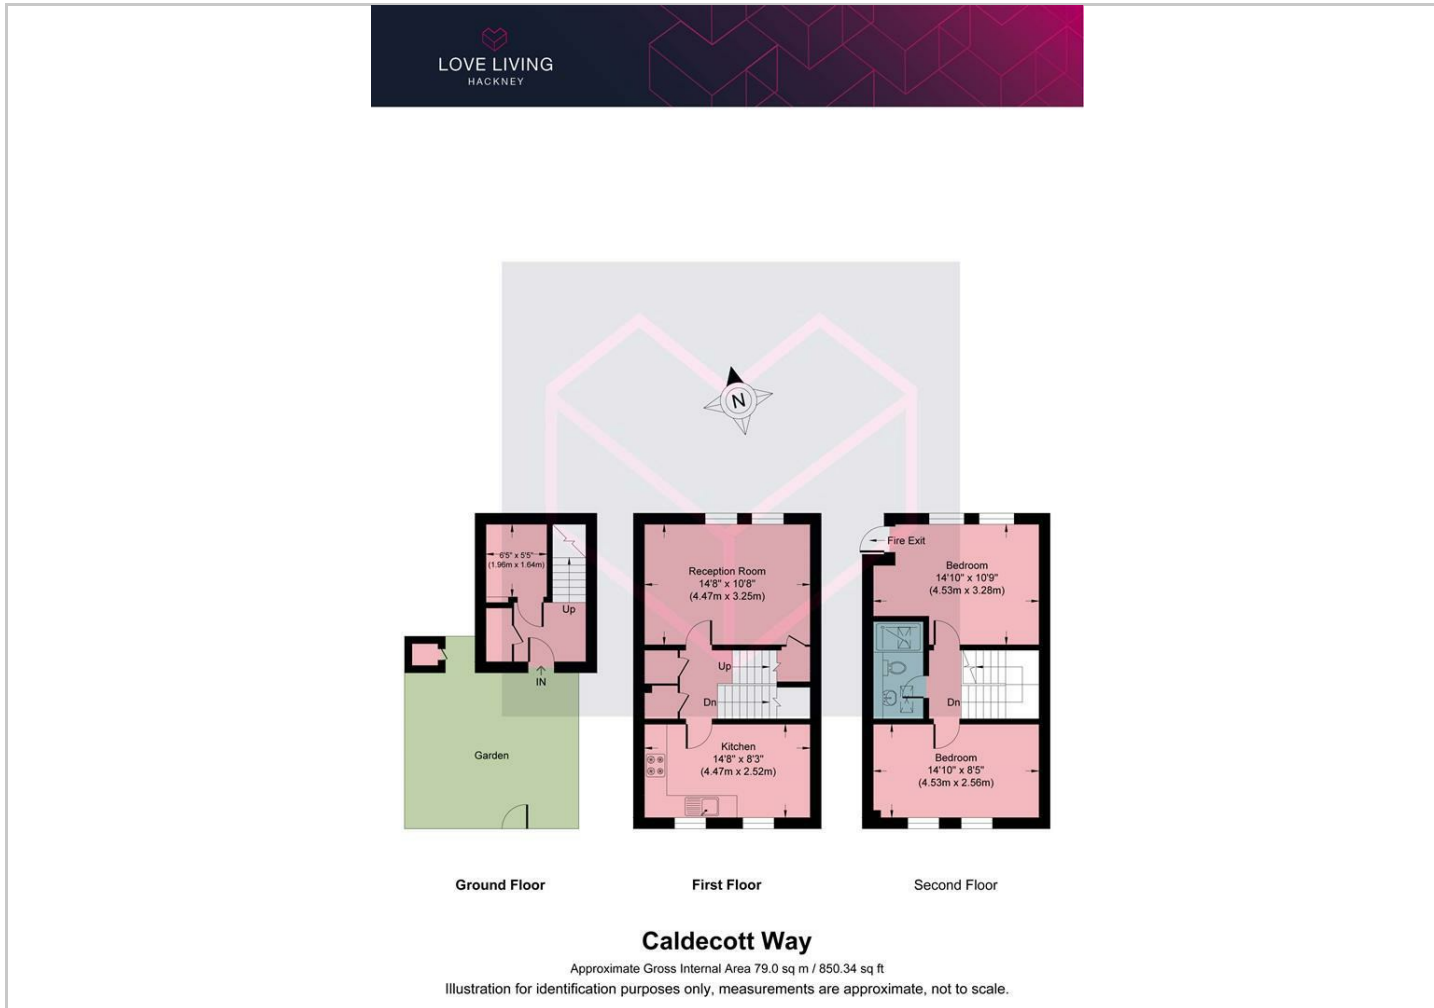 LOVE LIVING
HACKNEY
N
6'5" x 5'5"
(1.96m x 1.64m)
Up
IN
Garden
Reception Room
14'8" x 10'8"
(4.47m x 3.25m)
Up
Dn
Kitchen
14'8" x 8'3"
(4.47m x 2.52m)
Fire Exit
Bedroom
14'10" x 10'9"
(4.53m x 3.28m)
Dn
Bedroom
14'10" x 8'5"
(4.53m x 2.56m)
Ground Floor
First Floor
Second Floor
Caldecott Way
Approximate Gross Internal Area 79.0 sq m / 850.34 sq ft
Illustration for identification purposes only, measurements are approximate, not to scale.